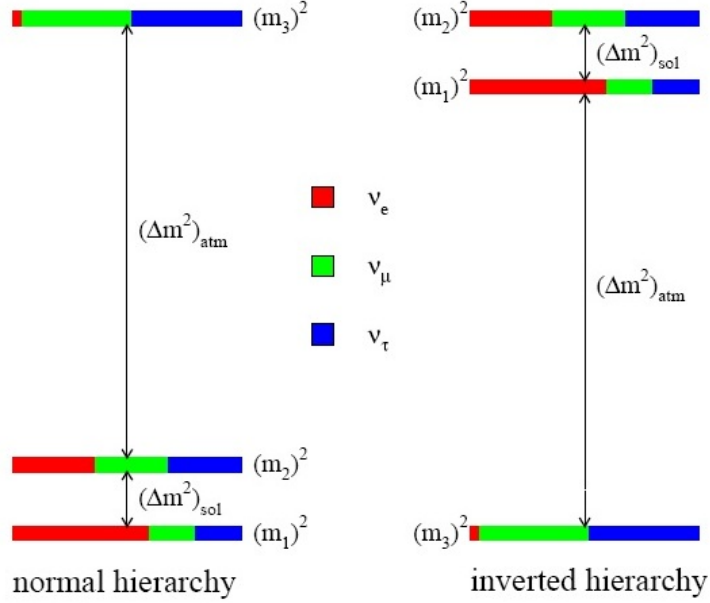 (m₃)²
(Δm²)atm
(m₂)²
(Δm²)sol
(m₁)²
normal hierarchy
νe
νμ
ντ
(m₂)²
(Δm²)sol
(m₁)²
(Δm²)atm
(m₃)²
inverted hierarchy